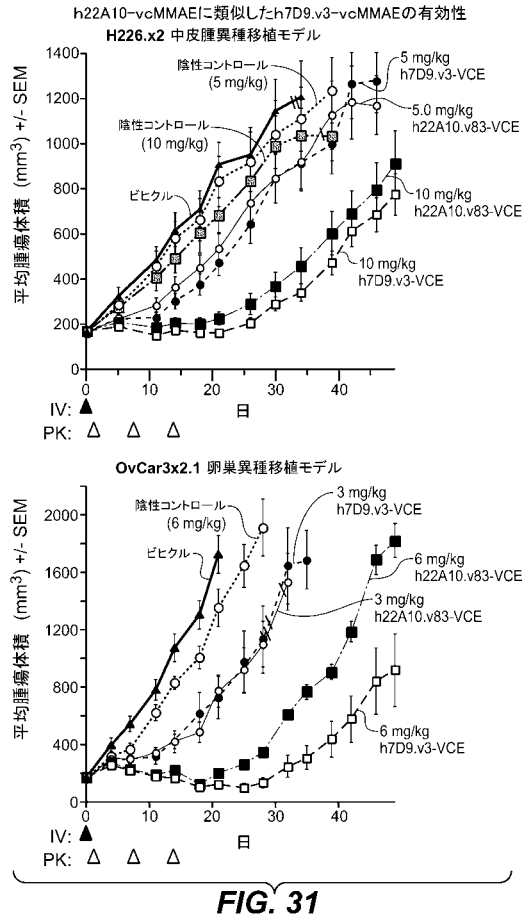 h22A10-vcMMAEに類似したh7D9.v3-vcMMAEの有効性
H226.x2 中皮腫異種移植モデル
1400
1200
1000
800
600
400
200
0
平均腫瘍体積 (mm³) +/- SEM
陰性コントロール
(5 mg/kg)
陰性コントロール
(10 mg/kg)
ビヒクル
5 mg/kg
h7D9.v3-VCE
5.0 mg/kg
h22A10.v83-VCE
10 mg/kg
h22A10.v83-VCE
10 mg/kg
h7D9.v3-VCE
0 10 20 30 40
日
IV:
PK:
OvCar3x2.1 卵巣異種移植モデル
2000
1600
1200
800
400
0
平均腫瘍体積 (mm³) +/- SEM
陰性コントロール
(6 mg/kg)
ビヒクル
3 mg/kg
h7D9.v3-VCE
3 mg/kg
h22A10.v83-VCE
6 mg/kg
h22A10.v83-VCE
6 mg/kg
h7D9.v3-VCE
0 10 20 30 40
日
IV:
PK:
FIG. 31